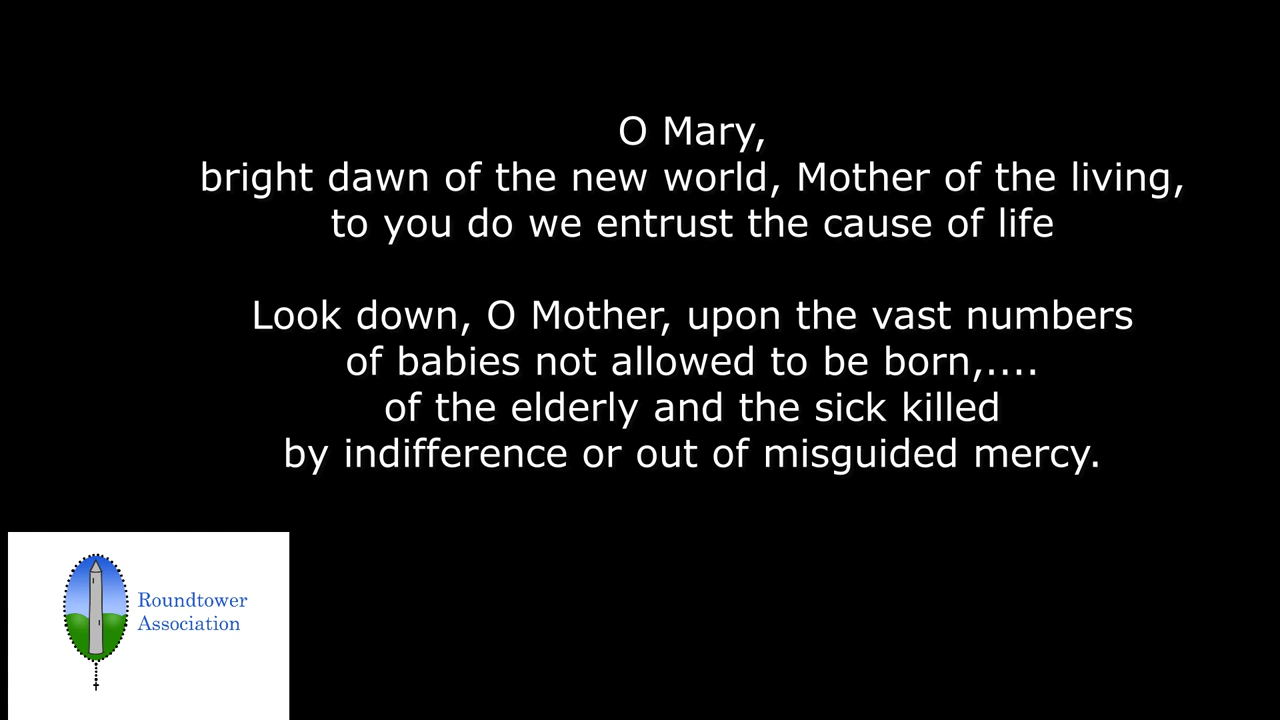 O Mary,
bright dawn of the new world, Mother of the living,
to you do we entrust the cause of life
Look down, O Mother, upon the vast numbers
of babies not allowed to be born,....
of the elderly and the sick killed
by indifference or out of misguided mercy.
Roundtower
Association